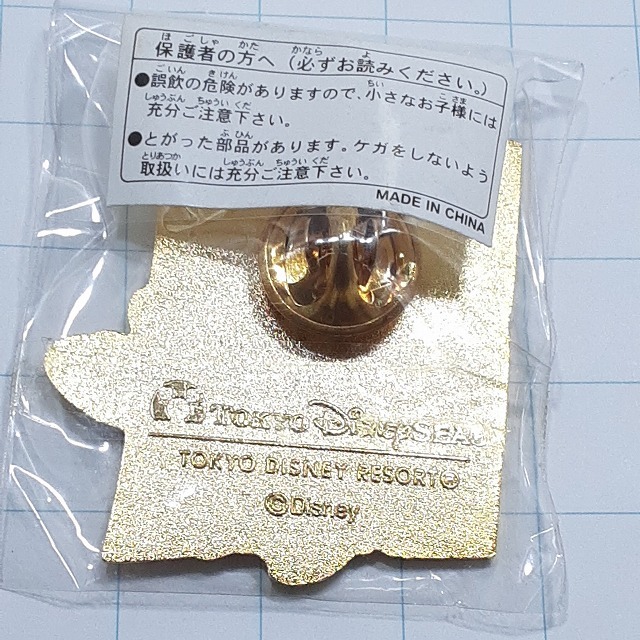 保護者の方へ（必ずお読みください。）
●誤飲の危険がありますので、小さなお子様には
充分ご注意下さい。
●とがった部品があります。ケガをしないよう
取扱いには充分ご注意下さい。
MADE IN CHINA
TOKYO DisneySEA
TOKYO DISNEY RESORT®
©Disney